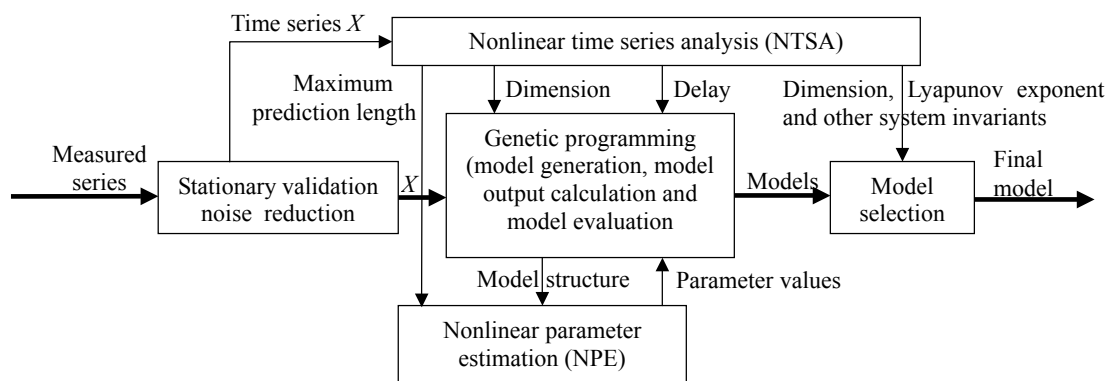 Time series X
Nonlinear time series analysis (NTSA)
Maximum
prediction length
Dimension
Delay
Dimension, Lyapunov exponent
and other system invariants
Measured
series
Stationary validation
noise reduction
X
Genetic programming
(model generation, model
output calculation and
model evaluation
Models
Model
selection
Final
model
Model structure
Parameter values
Nonlinear parameter
estimation (NPE)